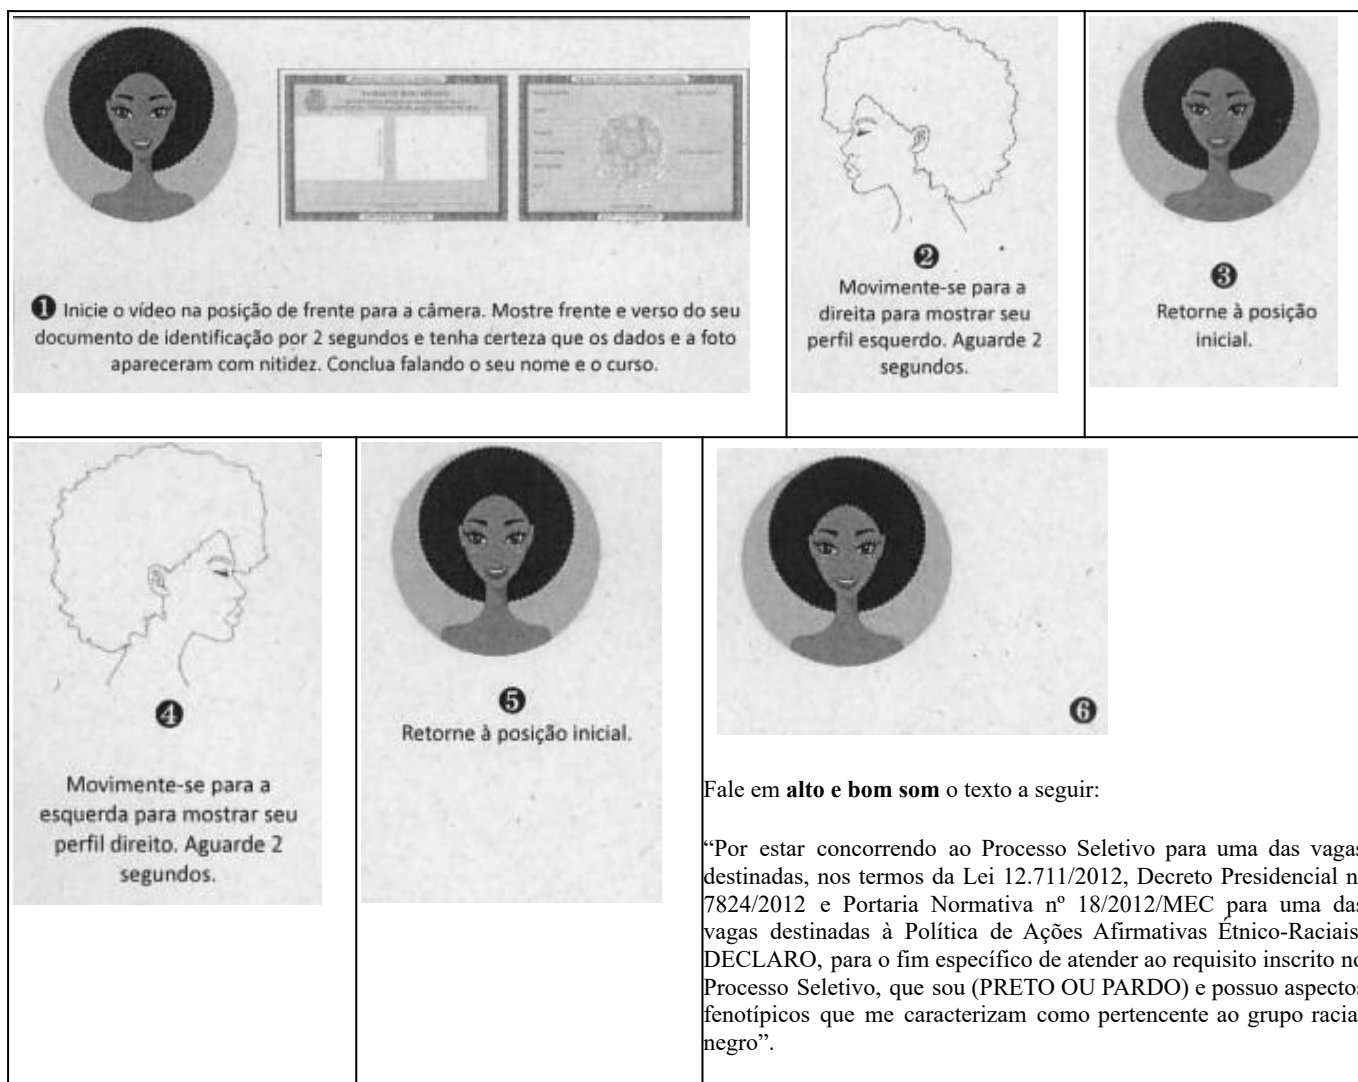 ❶ Inicie o vídeo na posição de frente para a câmera. Mostre frente e verso do seu
documento de identificação por 2 segundos e tenha certeza que os dados e a foto
apareceram com nitidez. Conclua falando o seu nome e o curso.
❷
Movimente-se para a
direita para mostrar seu
perfil esquerdo. Aguarde 2
segundos.
❸
Retorne à posição
inicial.
❹
Movimente-se para a
esquerda para mostrar seu
perfil direito. Aguarde 2
segundos.
❺
Retorne à posição inicial.
❻
Fale em alto e bom som o texto a seguir:
“Por estar concorrendo ao Processo Seletivo para uma das vagas
destinadas, nos termos da Lei 12.711/2012, Decreto Presidencial n
7824/2012 e Portaria Normativa nº 18/2012/MEC para uma das
vagas destinadas à Política de Ações Afirmativas Étnico-Raciais
DECLARO, para o fim específico de atender ao requisito inscrito no
Processo Seletivo, que sou (PRETO OU PARDO) e possuo aspectos
fenotípicos que me caracterizam como pertencente ao grupo racia
negro”.